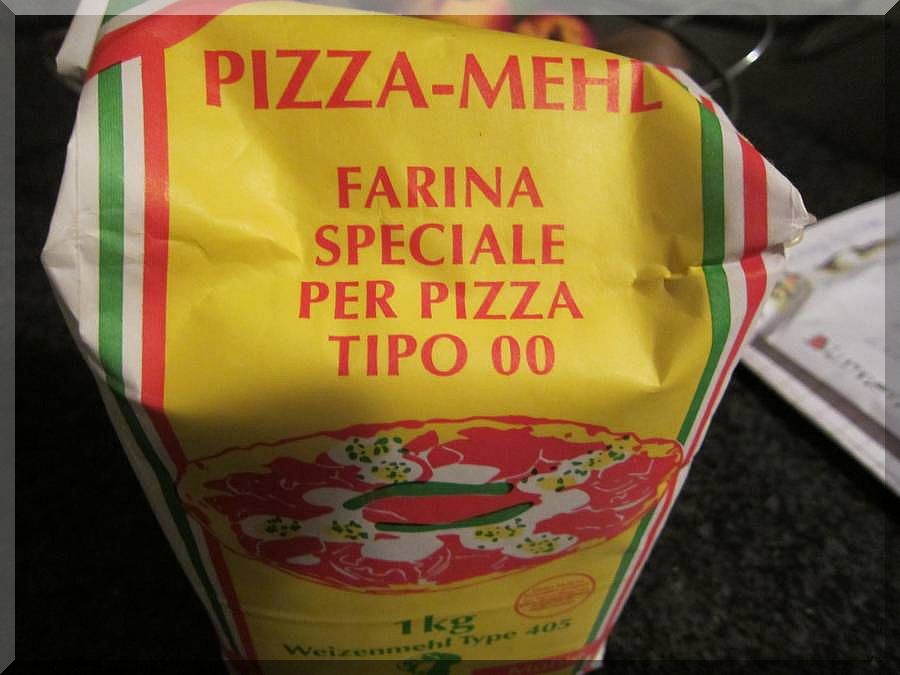 PIZZA-MEHL
FARINA
SPECIALE
PER PIZZA
TIPO 00
1kg
Weizenmehl Type 405